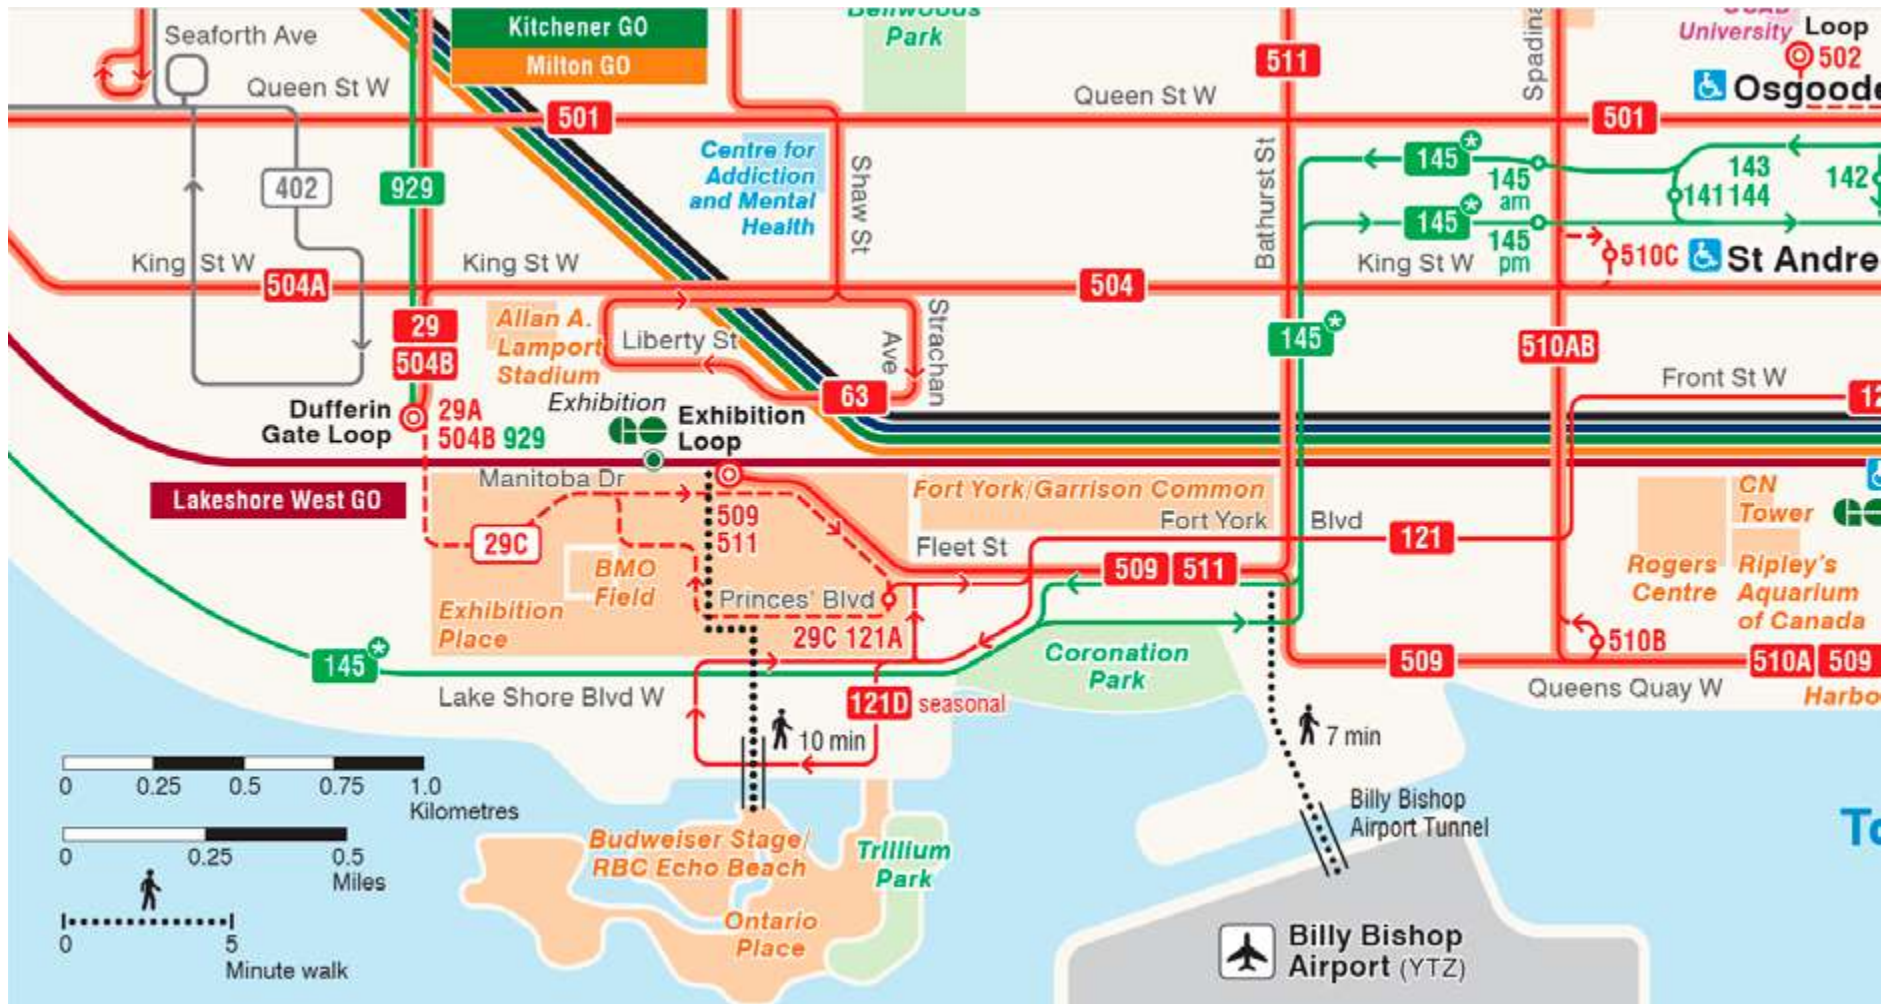 Seaforth Ave
Queen St W
Kitchener GO
Milton GO
Bellwoods
Park
511
Spadina
University
Loop
502
Osgoode
Queen St W
501
501
402
929
Centre for
Addiction
and Mental
Health
Shaw St
Bathurst St
145*
145
am
143
141 144
142
145*
145
pm
King St W
504A
King St W
504
King St W
510C
St Andre
29
504B
Allan A.
Lamport
Stadium
Liberty St
Strachan
Ave
145*
510AB
Front St W
12
63
Dufferin
Gate Loop
29A
504B 929
Exhibition
GO
Exhibition
Loop
Lakeshore West GO
Manitoba Dr
29C
509
511
Fort York/Garrison Common
Fort York
Blvd
121
Fleet St
509
511
CN
Tower
GO
Rogers
Centre
Ripley's
Aquarium
of Canada
BMO
Field
Princes' Blvd
Exhibition
Place
29C 121A
145*
Lake Shore Blvd W
121D seasonal
Coronation
Park
509
510B
510A
509
Queens Quay W
Harbo
10 min
7 min
0
0.25
0.5
0.75
1.0
Kilometres
0
0.25
0.5
Miles
0
5
Minute walk
Budweiser Stage/
RBC Echo Beach
Trillium
Park
Ontario
Place
Billy Bishop
Airport Tunnel
To
Billy Bishop
Airport (YTZ)